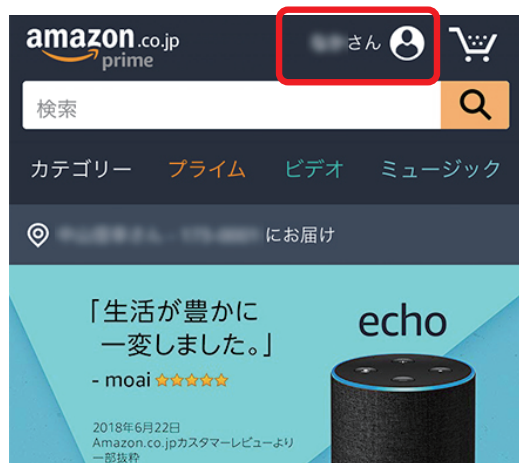 amazon.co.jp
さん
prime
検索
カテゴリー プライム ビデオ ミュージック
にお届け
「生活が豊かに
一変しました。」
- moai
echo
2018年6月22日
Amazon.co.jpカスタマーレビューより
一部抜粋